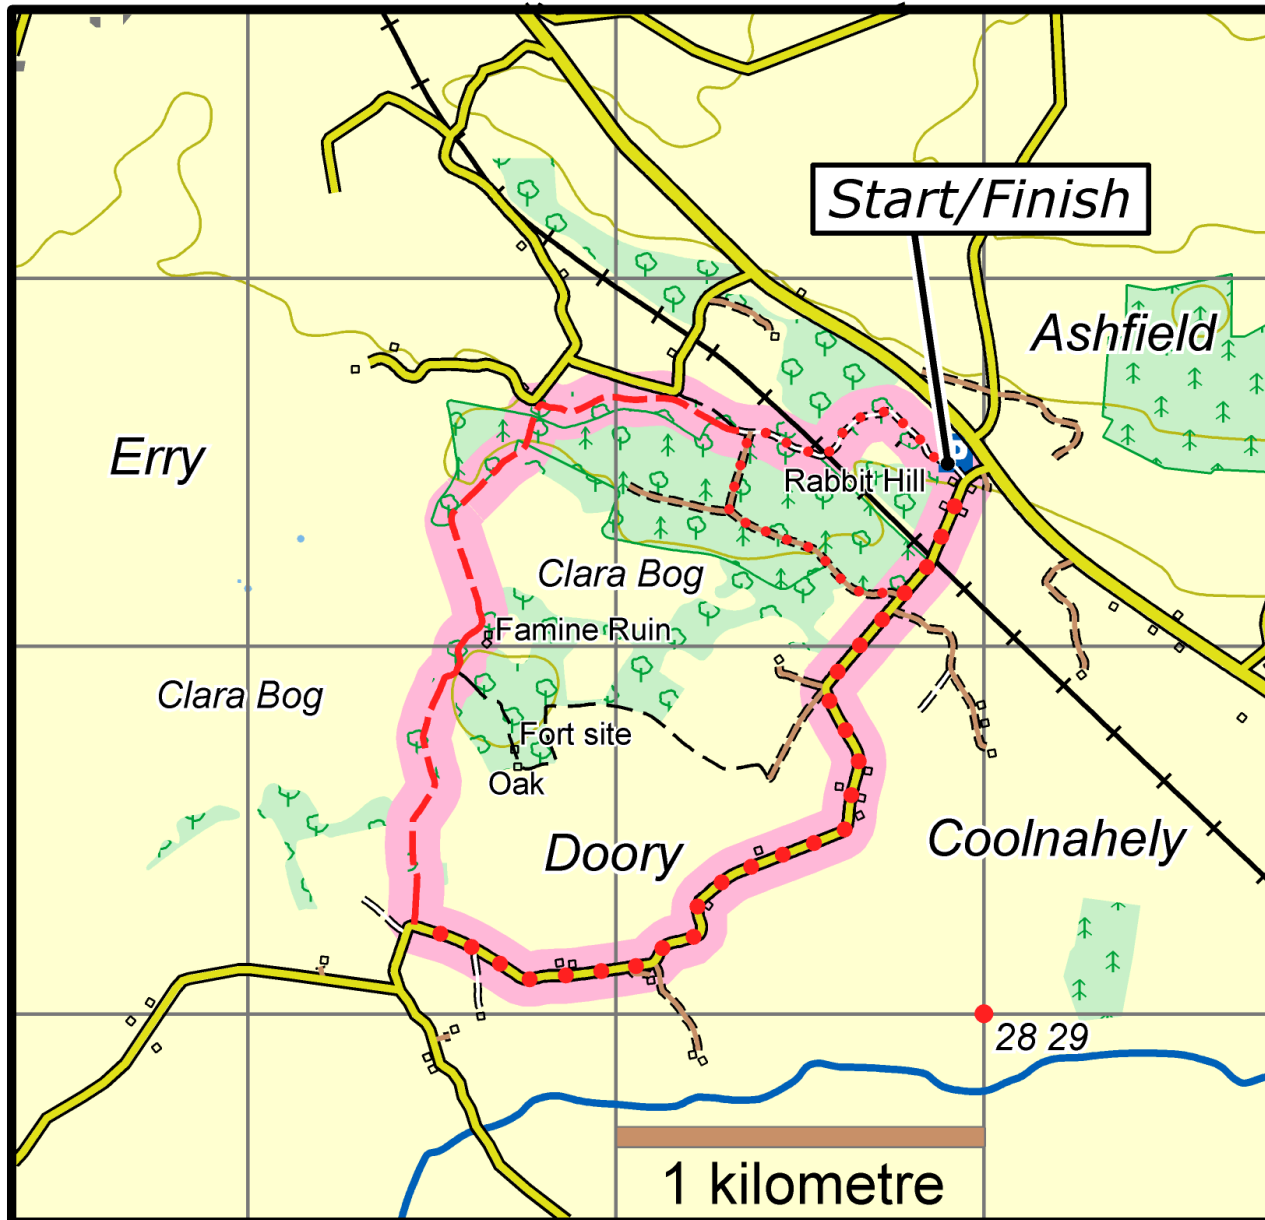 Start/Finish
Ashfield
Erry
Rabbit Hill
Clara Bog
Famine Ruin
Clara Bog
Fort site
Oak
Doory
Coolnahely
28 29
1 kilometre